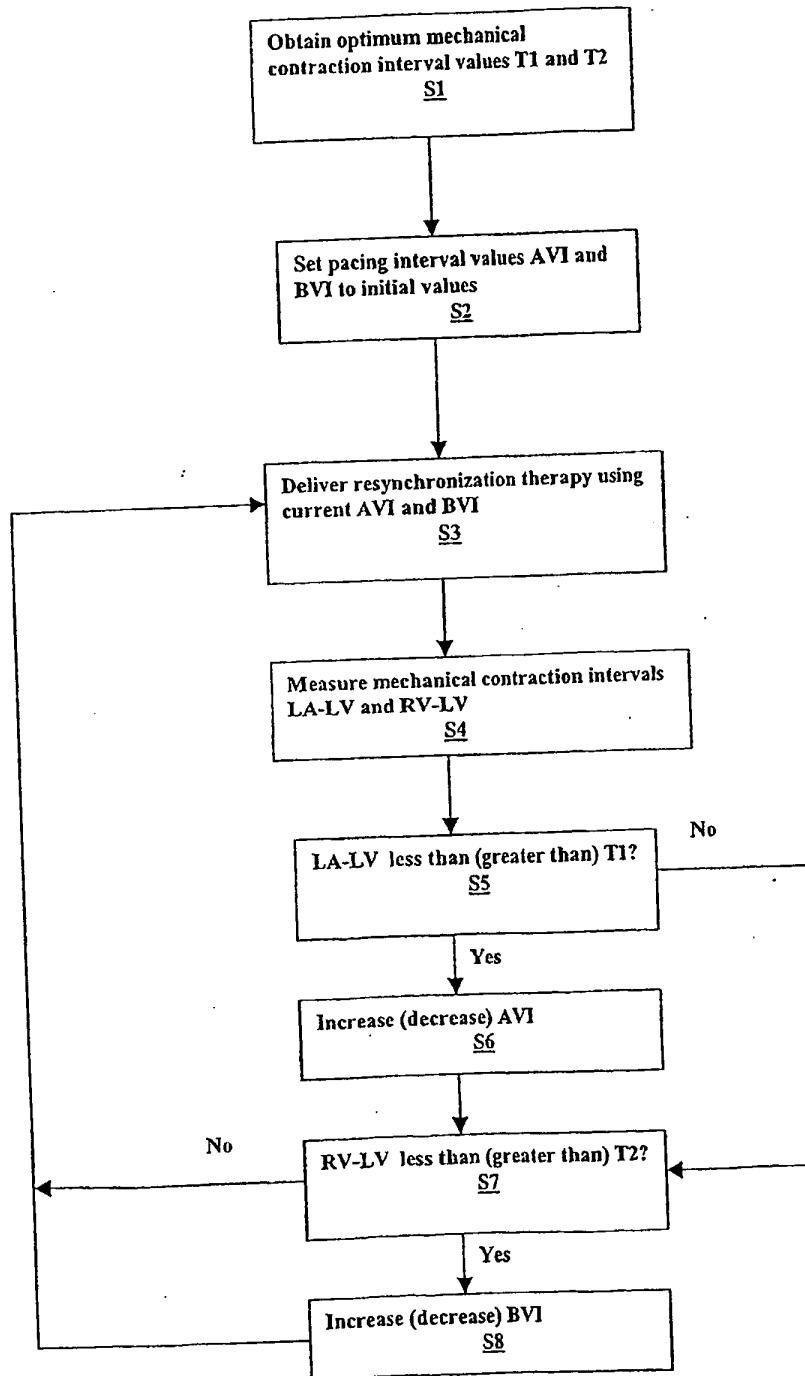 Obtain optimum mechanical
contraction interval values T1 and T2
S1
Set pacing interval values AVI and
BVI to initial values
S2
Deliver resynchronization therapy using
current AVI and BVI
S3
Measure mechanical contraction intervals
LA-LV and RV-LV
S4
No
LA-LV less than (greater than) T1?
S5
Yes
Increase (decrease) AVI
S6
No
RV-LV less than (greater than) T2?
S7
Yes
Increase (decrease) BVI
S8